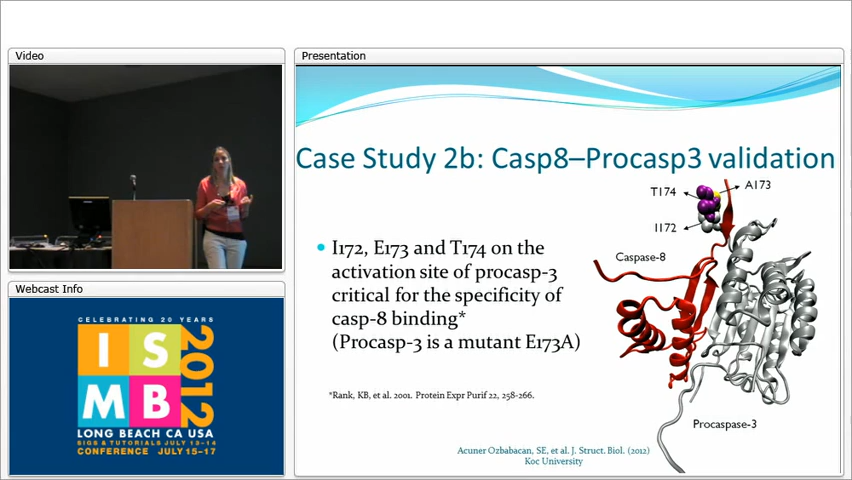 Video
Presentation
Case Study 2b: Casp8–Procasp3 validation
T174
A173
I172
Caspase-8
• I172, E173 and T174 on the
activation site of procasp-3
critical for the specificity of
casp-8 binding*
(Procasp-3 is a mutant E173A)
*Rank, KB, et al. 2001. Protein Expr Purif 22, 258-266.
Procaspase-3
Acuner Ozbabacan, SE, et al. J. Struct. Biol. (2012)
Koc University
Webcast Info
CELEBRATING 20 YEARS
ISMB
2012
LONG BEACH CA USA
SIGS & TUTORIALS JULY 13-14
CONFERENCE JULY 15-17